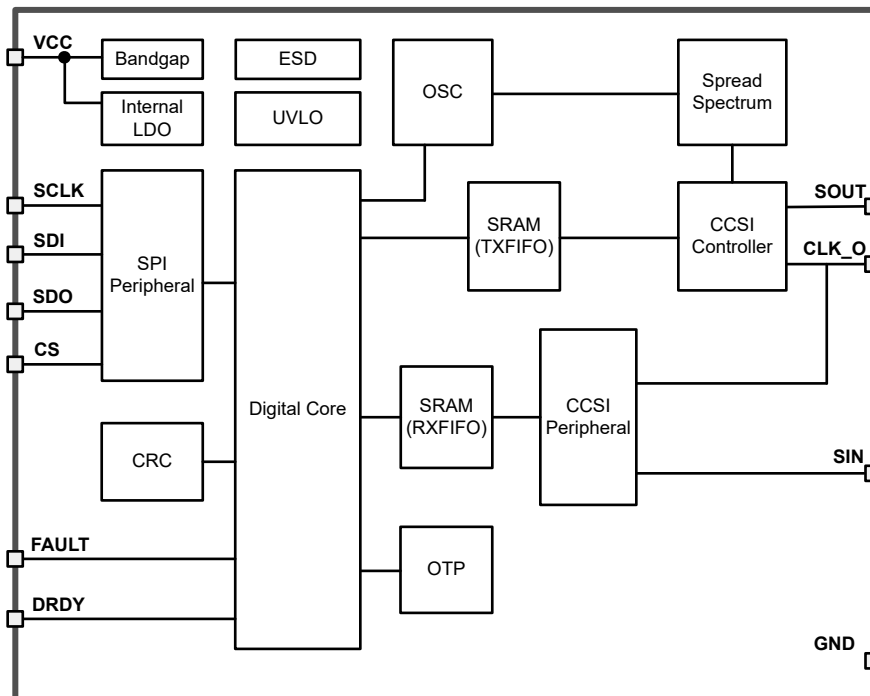 VCC
Bandgap
ESD
OSC
Spread
Spectrum
Internal
LDO
UVLO
SCLK
SDI
SDO
CS
SPI
Peripheral
SRAM
(TXFIFO)
CCSI
Controller
SOUT
CLK_O
Digital Core
SRAM
(RXFIFO)
CCSI
Peripheral
SIN
CRC
FAULT
DRDY
OTP
GND